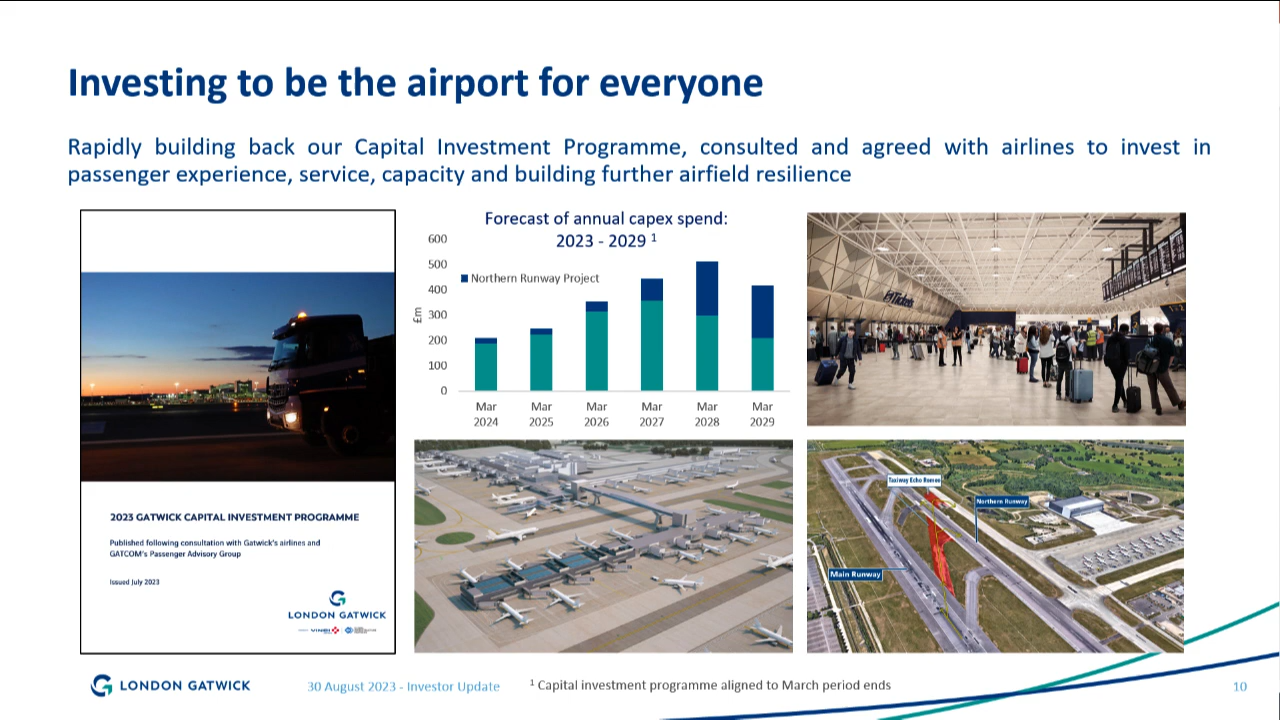 Investing to be the airport for everyone
Rapidly building back our Capital Investment Programme, consulted and agreed with airlines to invest in
passenger experience, service, capacity and building further airfield resilience
2023 GATWICK CAPITAL INVESTMENT PROGRAMME
Published following consultation with Gatwick's airlines and
GATCOM's Passenger Advisory Group
Issued July 2023
LONDON GATWICK
VINCI
Forecast of annual capex spend:
2023 - 2029 ¹
600
500
400
300
200
100
0
£m
Northern Runway Project
Mar 2024
Mar 2025
Mar 2026
Mar 2027
Mar 2028
Mar 2029
Tickets
Taxiway Echo Romeo
Northern Runway
Main Runway
LONDON GATWICK
30 August 2023 - Investor Update
¹ Capital investment programme aligned to March period ends
10